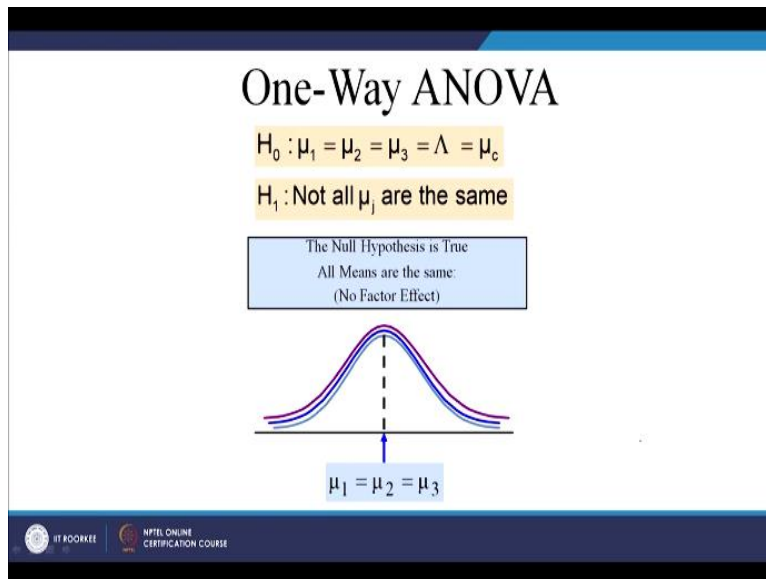 One-Way ANOVA
H₀ : μ₁ = μ₂ = μ₃ = Λ = μ꜀
H₁ : Not all μⱼ are the same
The Null Hypothesis is True
All Means are the same:
(No Factor Effect)
μ₁ = μ₂ = μ₃
IIT ROORKEE
NPTEL ONLINE
CERTIFICATION COURSE